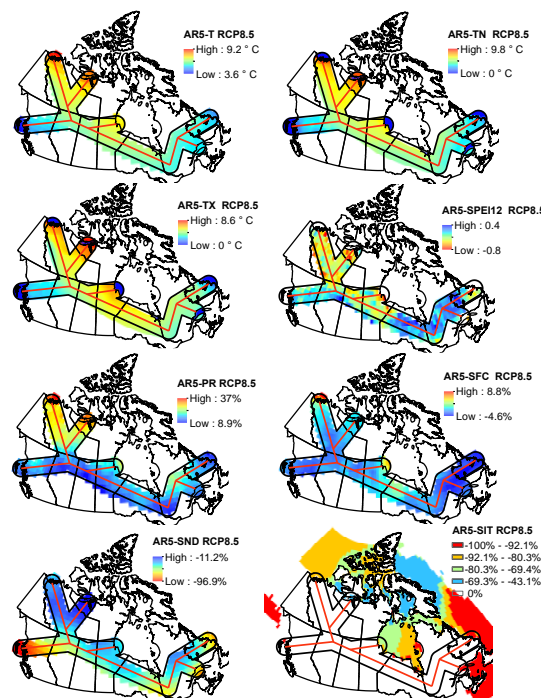 AR5-T RCP8.5
High : 9.2 ° C
Low : 3.6 ° C
AR5-TN RCP8.5
High : 9.8 ° C
Low : 0 ° C
AR5-TX RCP8.5
High : 8.6 ° C
Low : 0 ° C
AR5-SPEI12 RCP8.5
High : 0.4
Low : -0.8
AR5-PR RCP8.5
High : 37%
Low : 8.9%
AR5-SFC RCP8.5
High : 8.8%
Low : -4.6%
AR5-SND RCP8.5
High : -11.2%
Low : -96.9%
AR5-SIT RCP8.5
-100% - -92.1%
-92.1% - -80.3%
-80.3% - -69.4%
-69.3% - -43.1%
0%